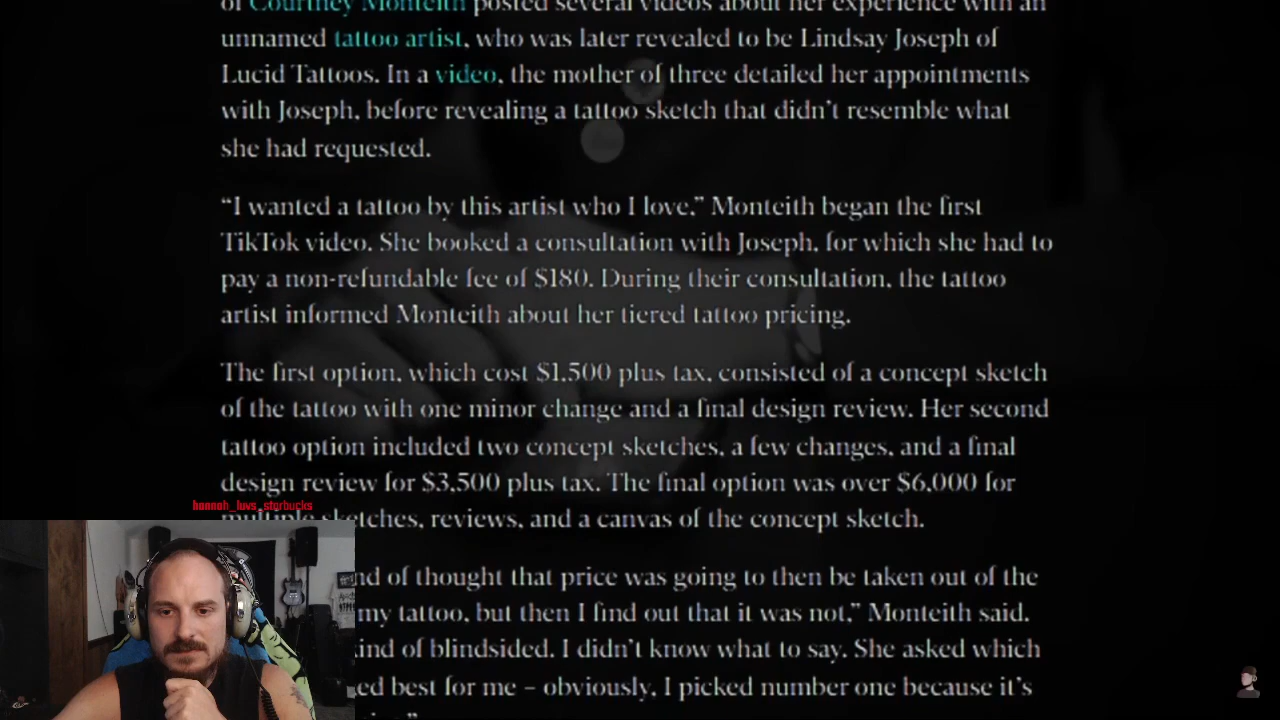 of Courtney Monteith posted several videos about her experience with an
unnamed tattoo artist, who was later revealed to be Lindsay Joseph of
Lucid Tattoos. In a video, the mother of three detailed her appointments
with Joseph, before revealing a tattoo sketch that didn't resemble what
she had requested.
“I wanted a tattoo by this artist who I love,” Monteith began the first
TikTok video. She booked a consultation with Joseph, for which she had to
pay a non-refundable fee of $180. During their consultation, the tattoo
artist informed Monteith about her tiered tattoo pricing.
The first option, which cost $1,500 plus tax, consisted of a concept sketch
of the tattoo with one minor change and a final design review. Her second
tattoo option included two concept sketches, a few changes, and a final
design review for $3,500 plus tax. The final option was over $6,000 for
hannah_luvs_starbucks
multiple sketches, reviews, and a canvas of the concept sketch.
of thought that price was going to then be taken out of the
my tattoo, but then I find out that it was not,” Monteith said.
of blindsided. I didn't know what to say. She asked which
best for me – obviously, I picked number one because it's